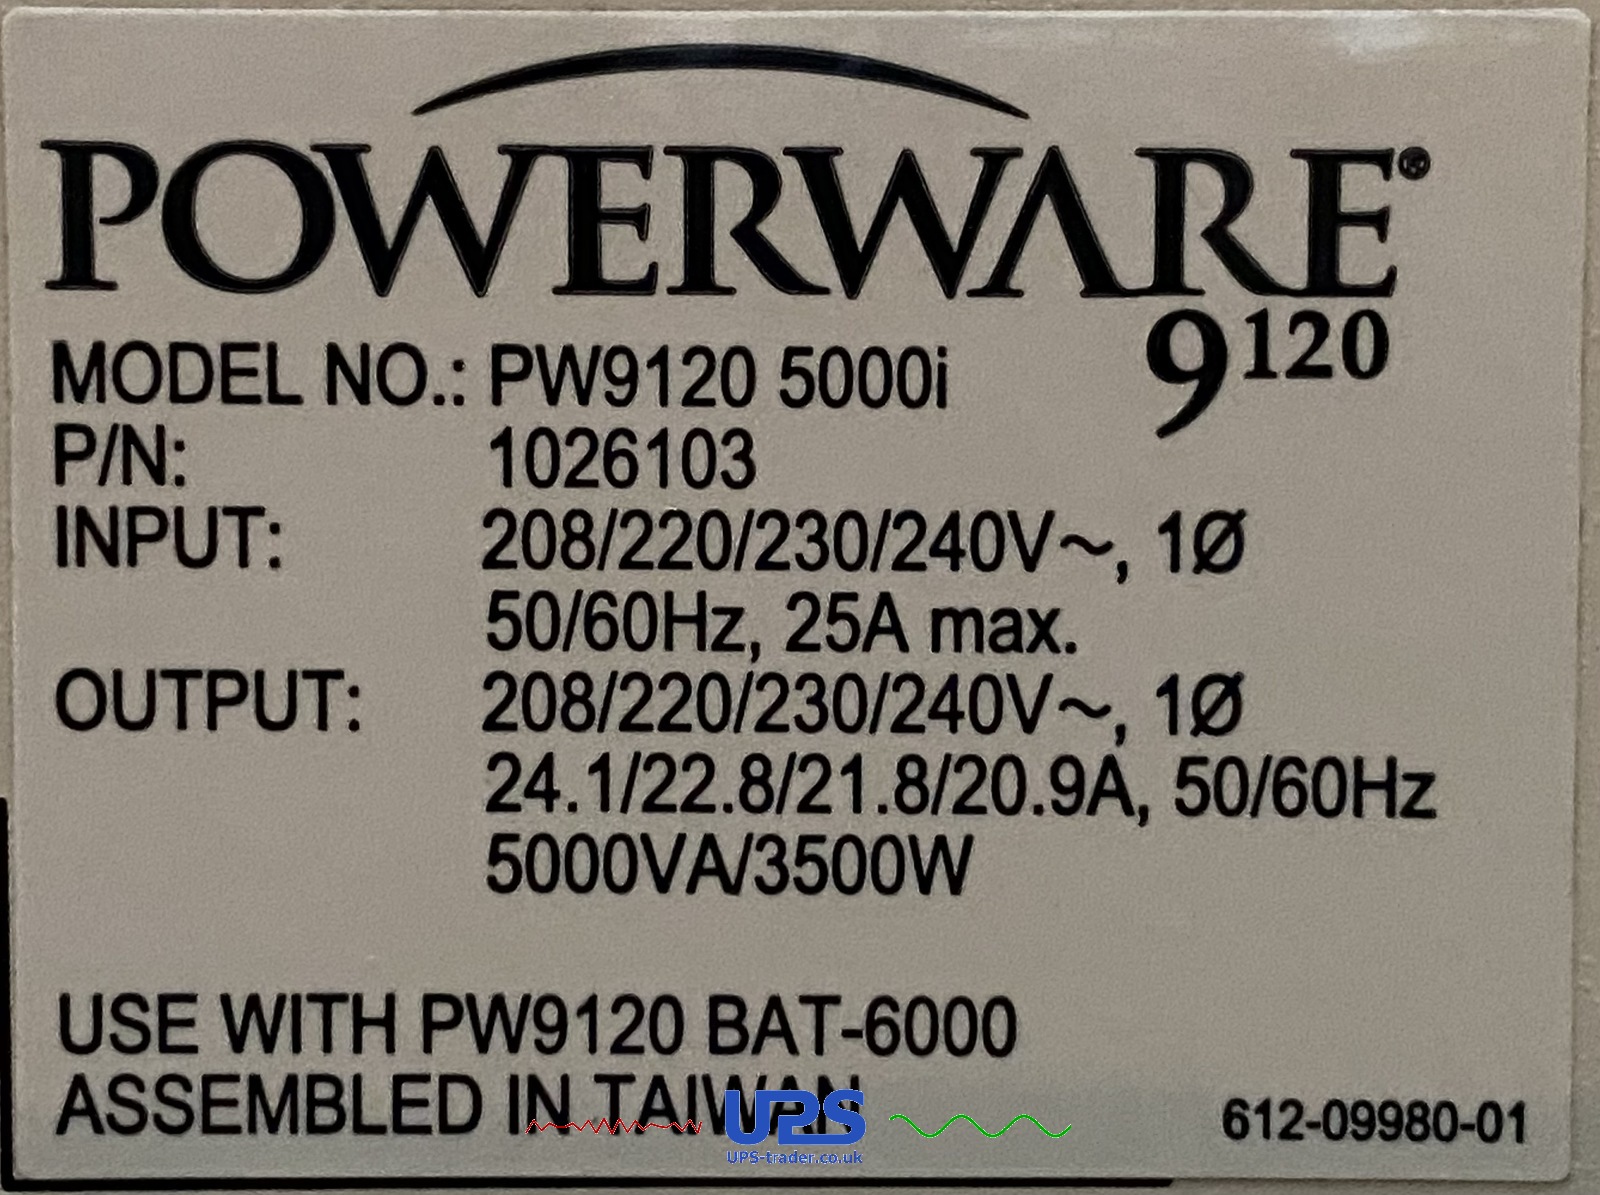 POWERWARE®
9120
MODEL NO.: PW9120 5000i
P/N: 1026103
INPUT: 208/220/230/240V~, 1Ø
50/60Hz, 25A max.
OUTPUT: 208/220/230/240V~, 1Ø
24.1/22.8/21.8/20.9A, 50/60Hz
5000VA/3500W
USE WITH PW9120 BAT-6000
ASSEMBLED IN TAIWAN
612-09980-01
UPS
UPS-trader.co.uk